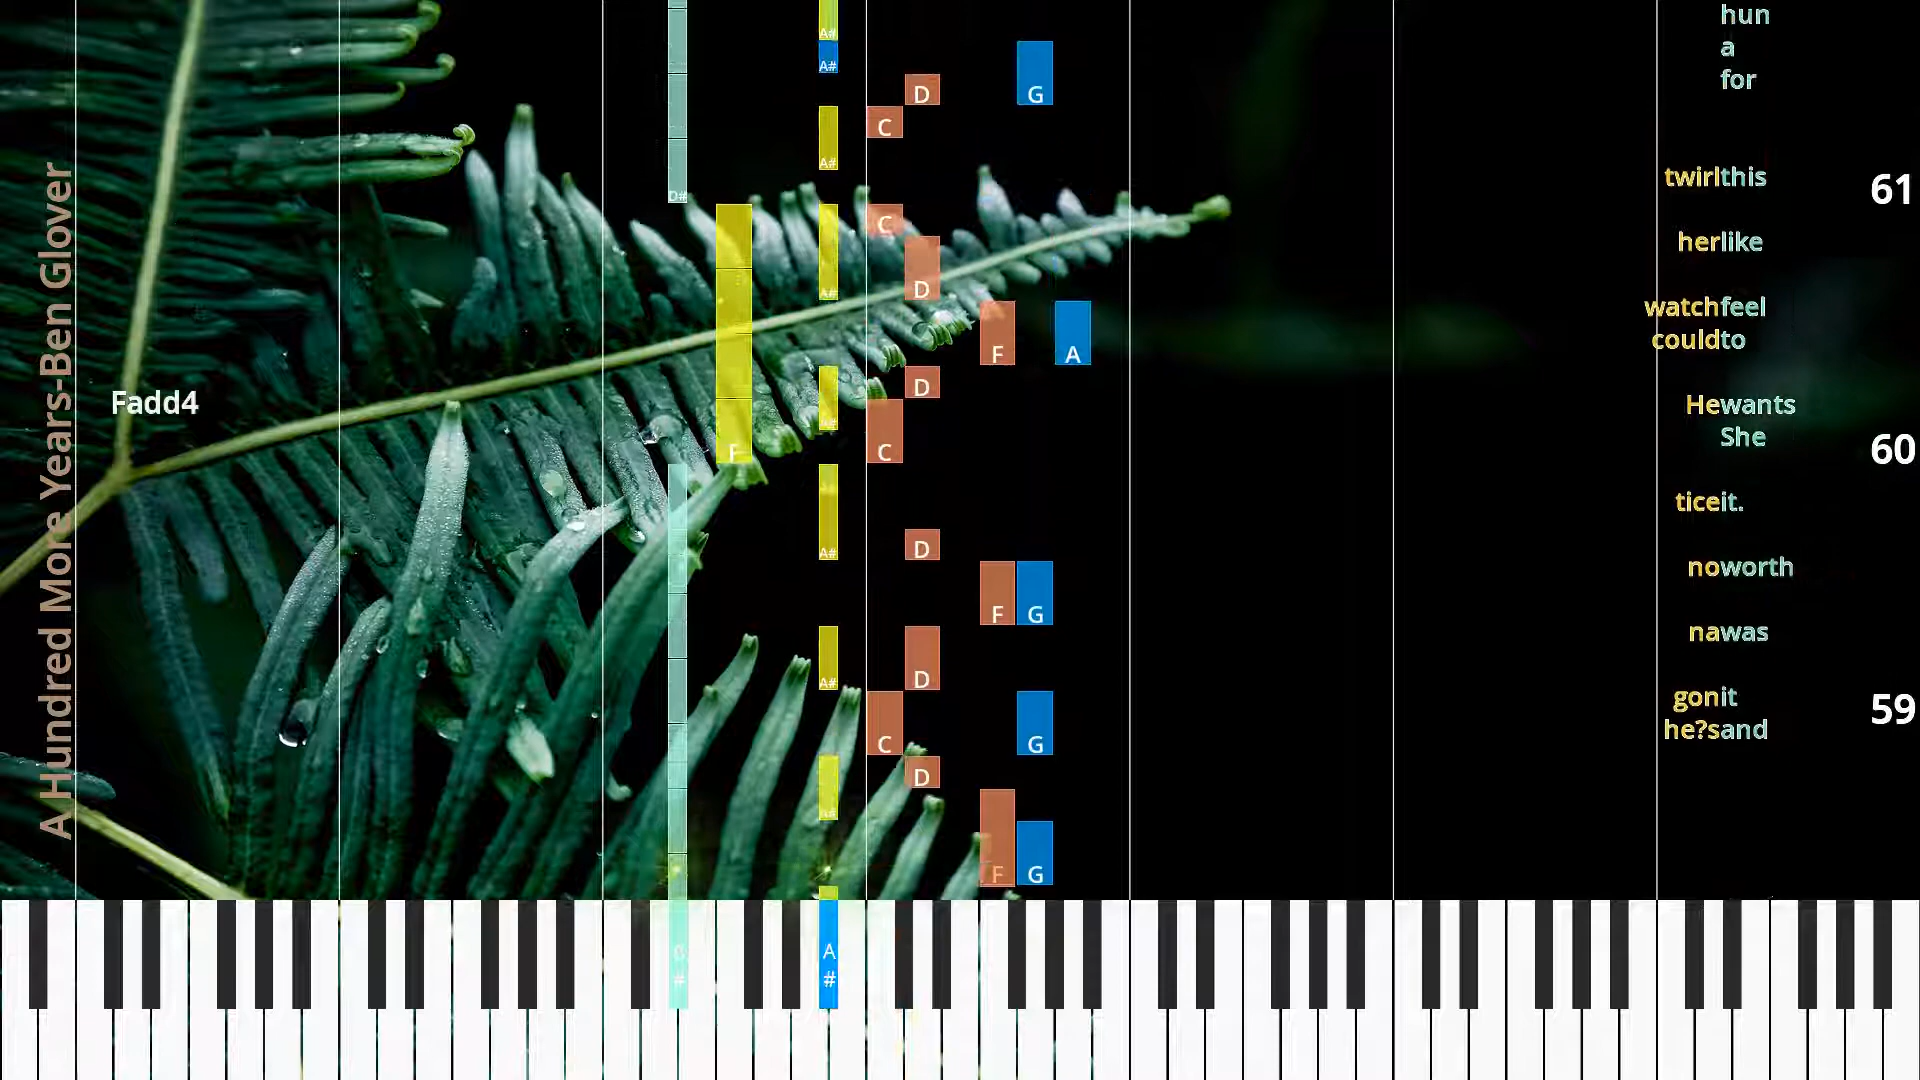 hun
a
A#
A#
for
D
G
C
A#
twirlthis
61
D#
C
herlike
A#
D
watchfeel
couldto
F
A
D
Fadd4
Hewants
A#
She
60
F
C
ticeit.
A#
D
noworth
F
G
nawas
A#
D
gonit
59
he?sand
C
G
D
A#
F
G
A
#
#
A Hundred More Years-Ben Glover